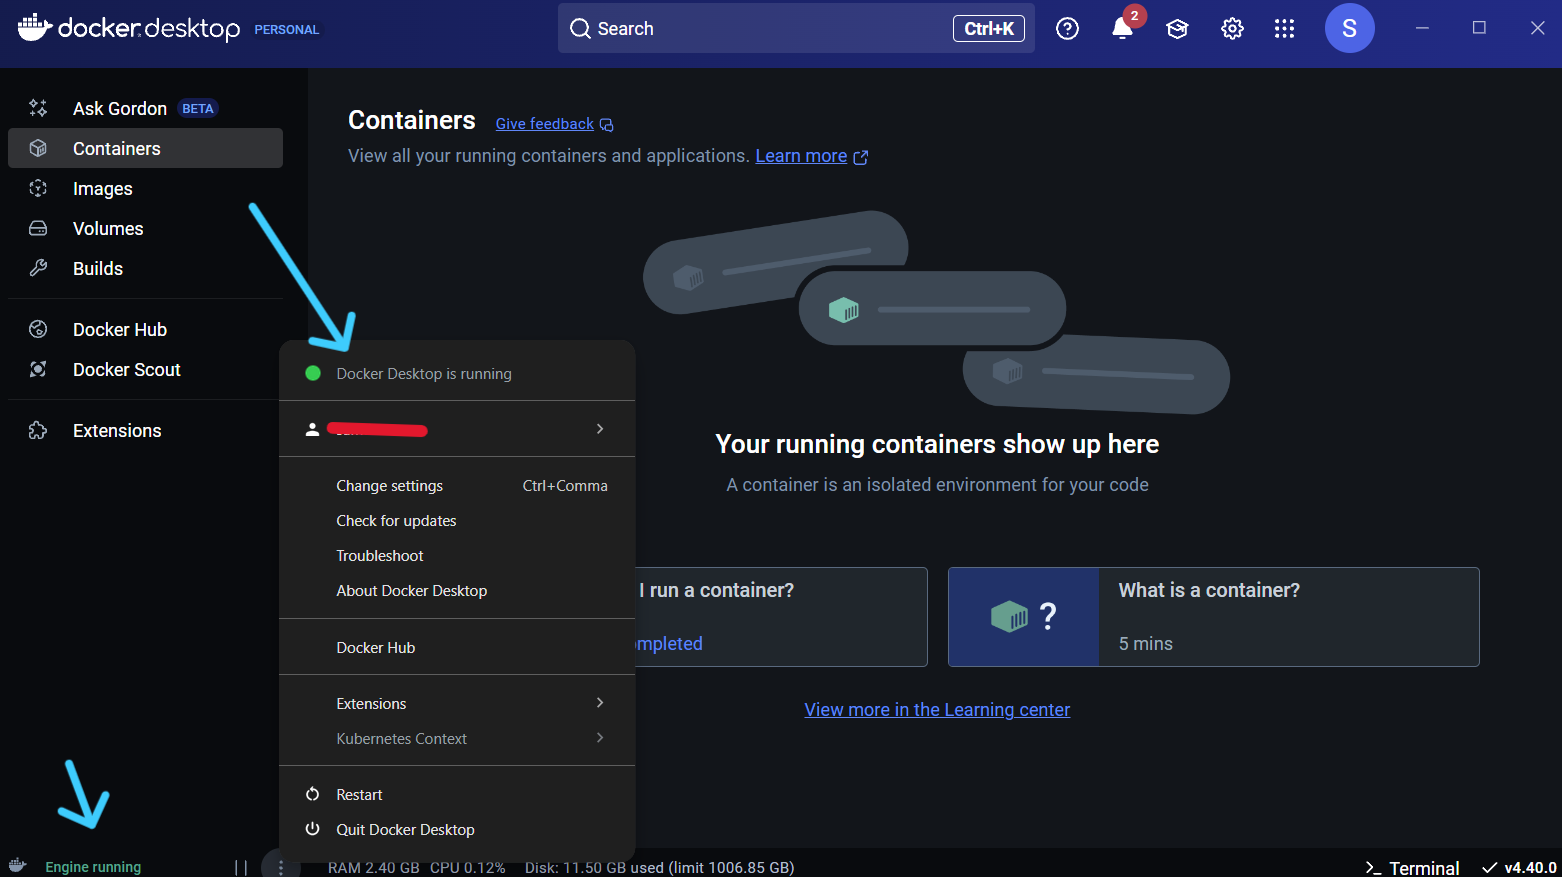 docker desktop PERSONAL
Search Ctrl+K
2
S
Ask Gordon BETA
Containers
Images
Volumes
Builds
Docker Hub
Docker Scout
Extensions
Containers Give feedback
View all your running containers and applications. Learn more
Your running containers show up here
A container is an isolated environment for your code
I run a container?
mpleted
?
What is a container?
5 mins
View more in the Learning center
Docker Desktop is running
Change settings Ctrl+Comma
Check for updates
Troubleshoot
About Docker Desktop
Docker Hub
Extensions
Kubernetes Context
Restart
Quit Docker Desktop
Engine running
RAM 2.40 GB CPU 0.12% Disk: 11.50 GB used (limit 1006.85 GB)
>_ Terminal
v4.40.0